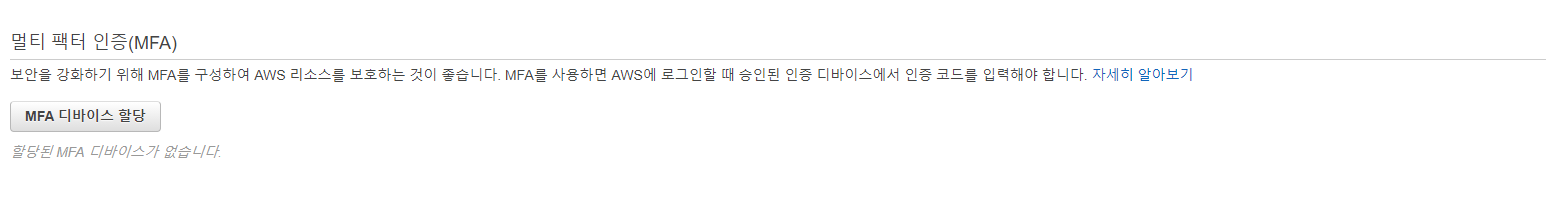 멀티 팩터 인증(MFA)
보안을 강화하기 위해 MFA를 구성하여 AWS 리소스를 보호하는 것이 좋습니다. MFA를 사용하면 AWS에 로그인할 때 승인된 인증 디바이스에서 인증 코드를 입력해야 합니다. 자세히 알아보기
MFA 디바이스 할당
할당된 MFA 디바이스가 없습니다.